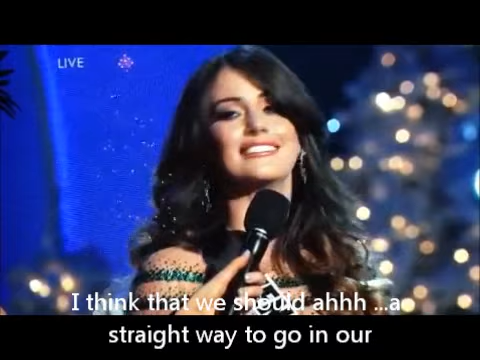 LIVE
I think that we should ahhh ...a
straight way to go in our